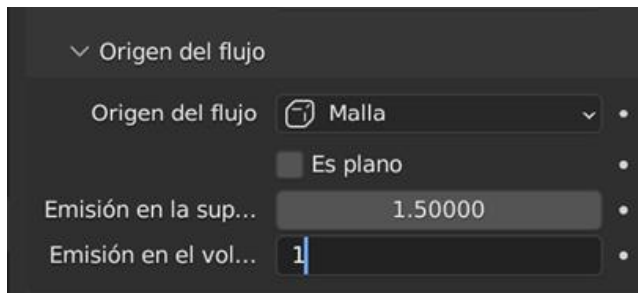 Origen del flujo
Origen del flujo Malla
Es plano
Emisión en la sup... 1.50000
Emisión en el vol... 1